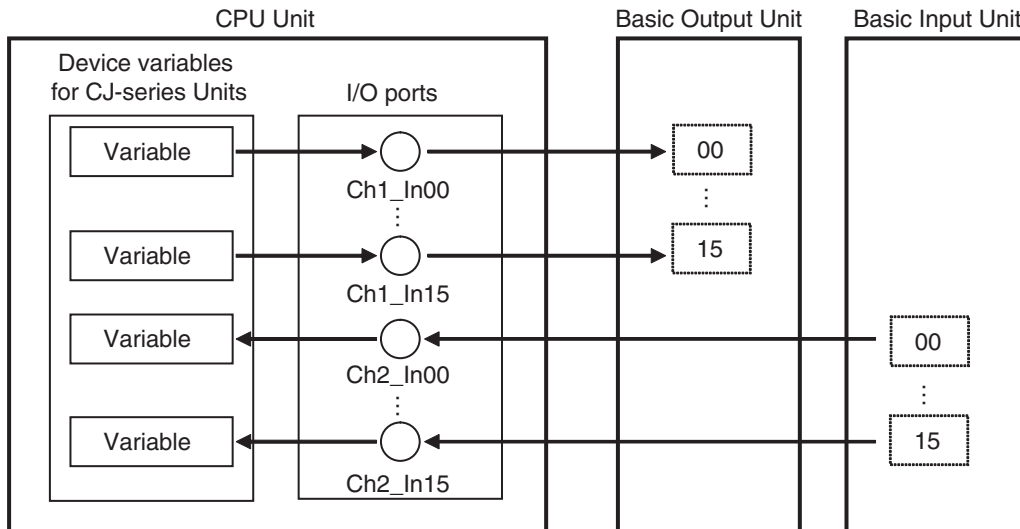 CPU Unit
Basic Output Unit
Basic Input Unit
Device variables
for CJ-series Units
I/O ports
Variable
Ch1_In00
00
Variable
Ch1_In15
15
Variable
Ch2_In00
00
Variable
Ch2_In15
15